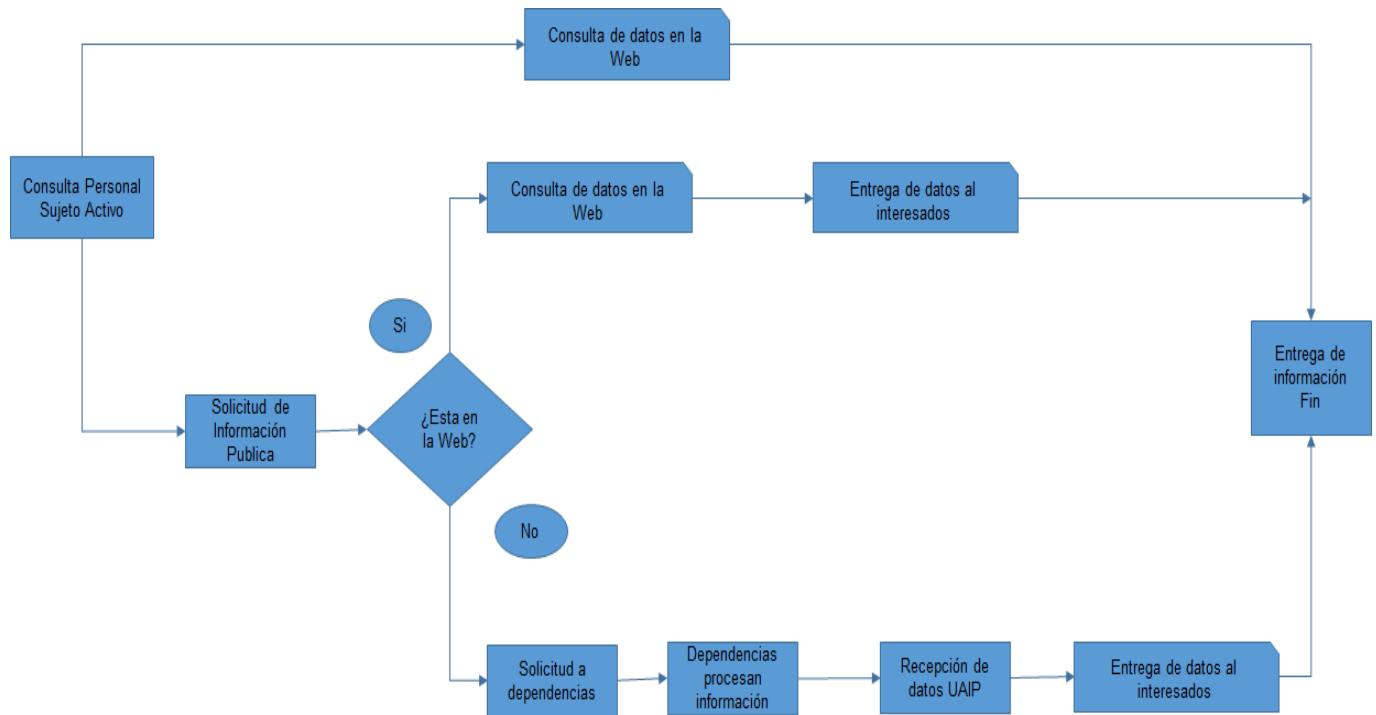 Consulta de datos en la
Web
Consulta Personal
Sujeto Activo
Consulta de datos en la
Web
Entrega de datos al
interesados
Si
¿Esta en
la Web?
Solicitud de
Información
Publica
Entrega de
información
Fin
No
Solicitud a
dependencias
Dependencias
procesan
información
Recepción de
datos UAIP
Entrega de datos al
interesados